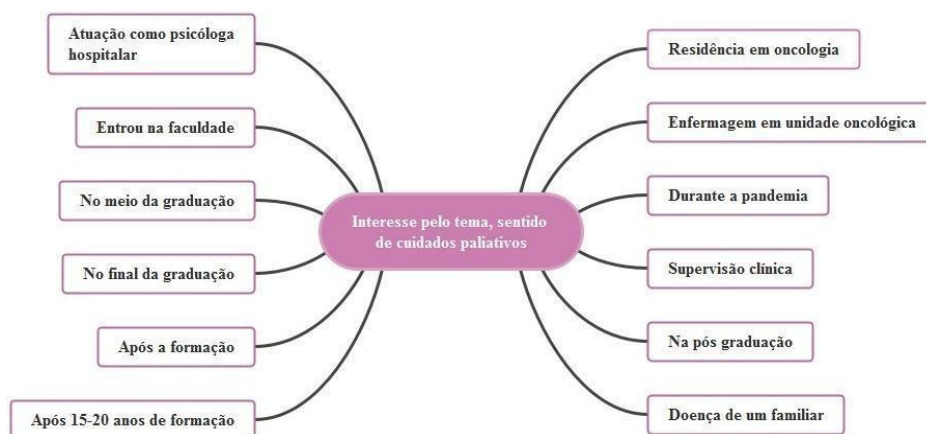 Atuação como psicóloga
hospitalar
Entrou na faculdade
No meio da graduação
No final da graduação
Após a formação
Após 15-20 anos de formação
Interesse pelo tema, sentido
de cuidados paliativos
Residência em oncologia
Enfermagem em unidade oncológica
Durante a pandemia
Supervisão clínica
Na pós graduação
Doença de um familiar